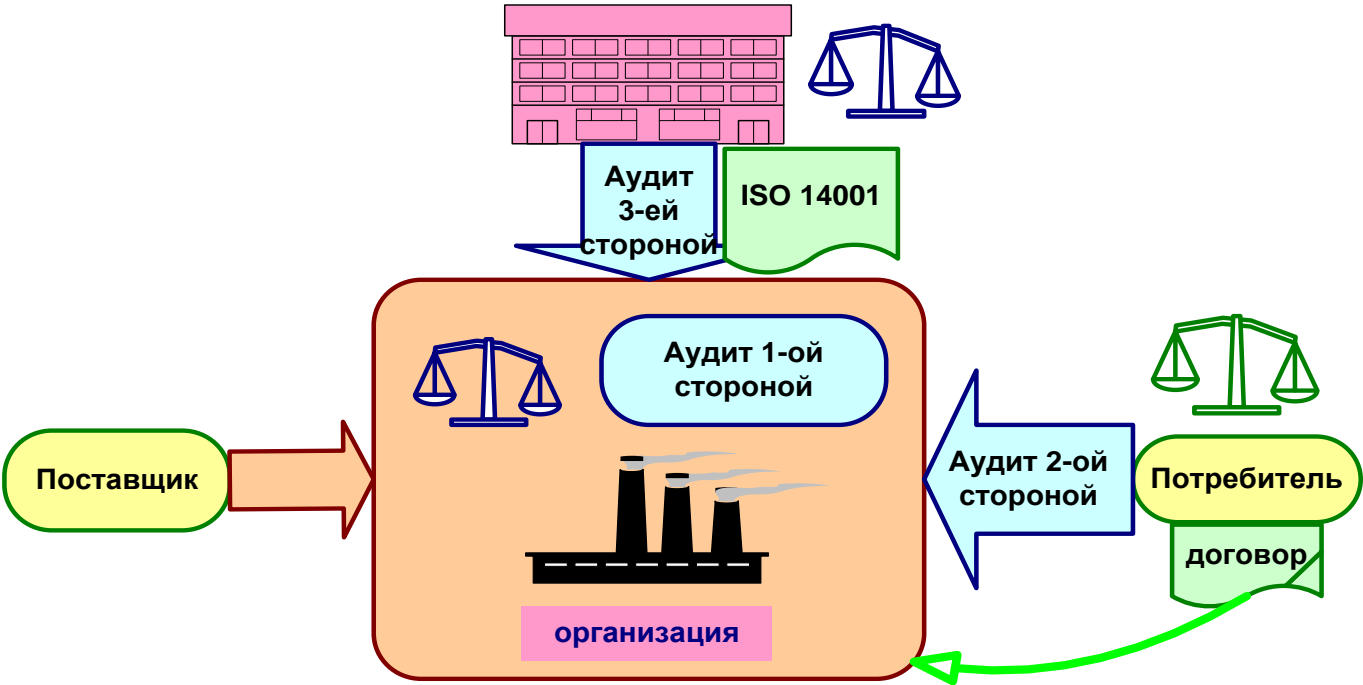 Аудит
3-ей
стороной
ISO 14001
Аудит 1-ой
стороной
Поставщик
Аудит 2-ой
стороной
Потребитель
договор
организация